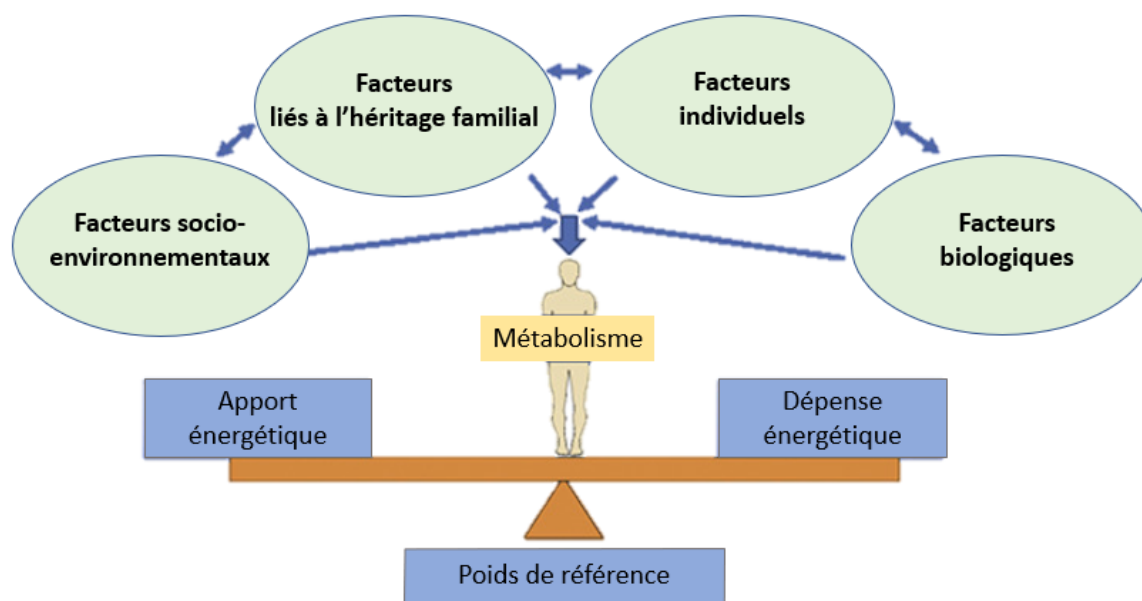 Facteurs
liés à l'héritage familial
Facteurs
individuels
Facteurs socio-
environnementaux
Facteurs
biologiques
Métabolisme
Apport
énergétique
Dépense
énergétique
Poids de référence